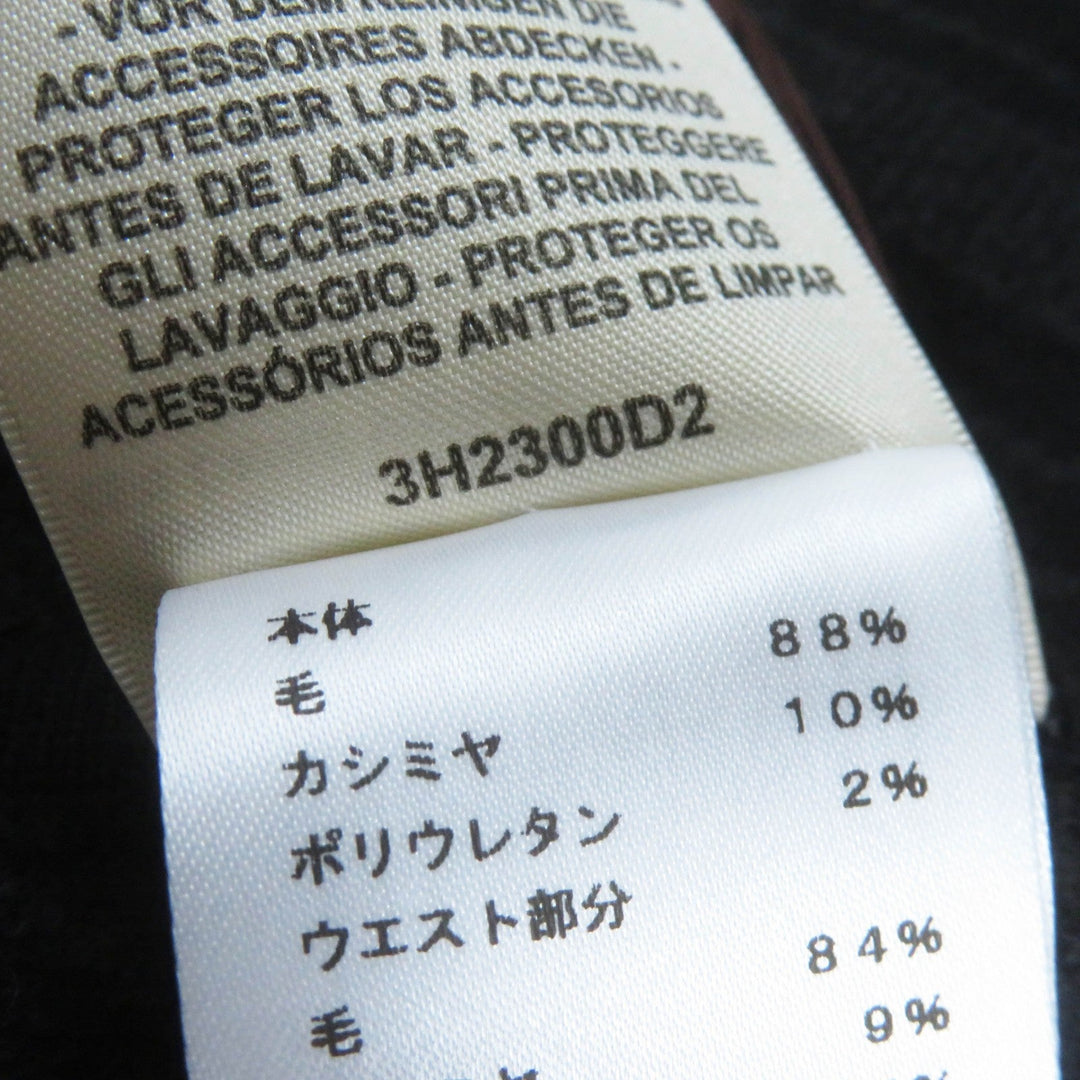 - VOR DEM REINIGEN DIE
ACCESSOIRES ABDECKEN -
PROTEGER LOS ACCESORIOS
ANTES DE LAVAR - PROTEGGERE
GLI ACCESSORI PRIMA DEL
LAVAGGIO - PROTEGER OS
ACESSÓRIOS ANTES DE LIMPAR
3H2300D2
本体
毛 88%
カシミヤ 10%
ポリウレタン 2%
ウエスト部分
毛 84%
9%